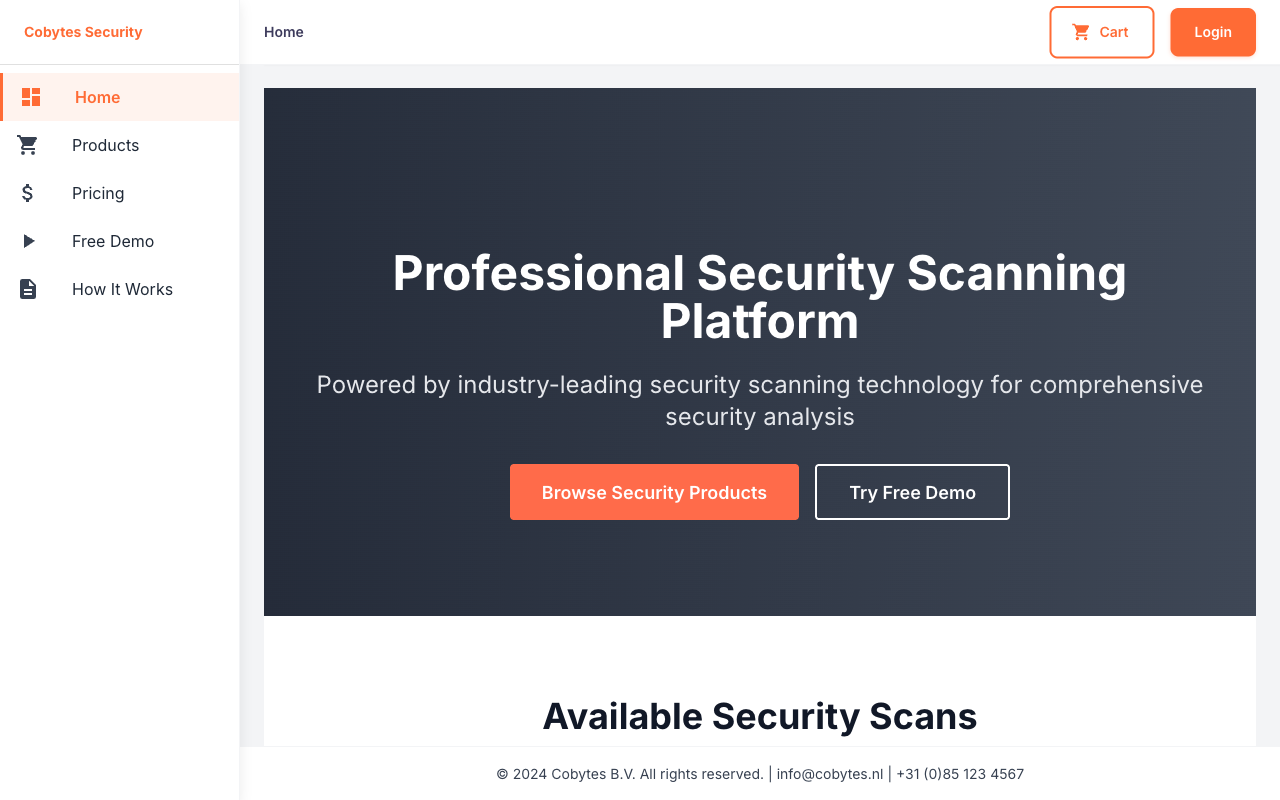 Cobytes Security
Home
Cart
Login
Home
Products
Pricing
Free Demo
How It Works
Professional Security Scanning
Platform
Powered by industry-leading security scanning technology for comprehensive
security analysis
Browse Security Products
Try Free Demo
Available Security Scans
© 2024 Cobytes B.V. All rights reserved. | info@cobytes.nl | +31 (0)85 123 4567